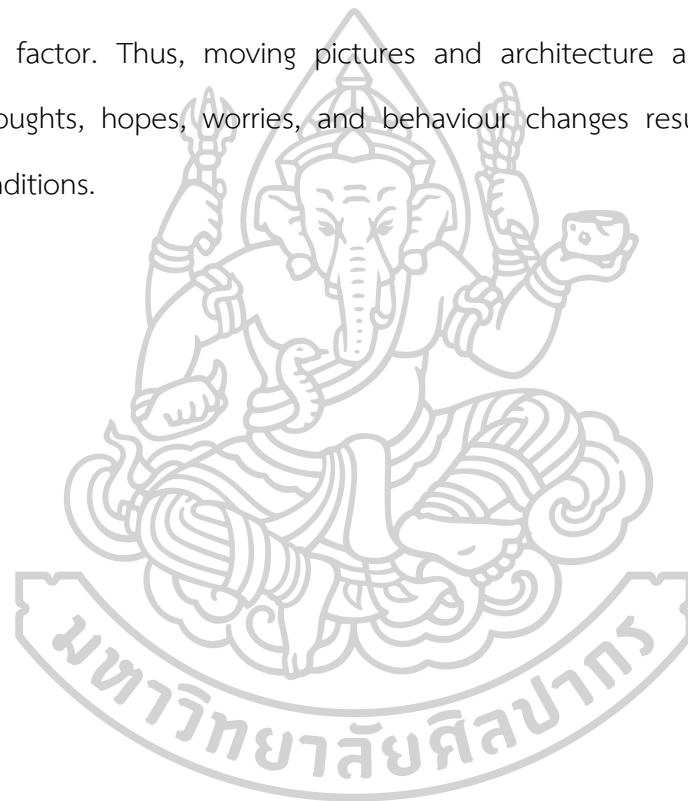 factor. Thus, moving pictures and architecture a
oughts, hopes, worries, and behaviour changes resu
nditions.
มหาวิทยาลัยศิลปากร